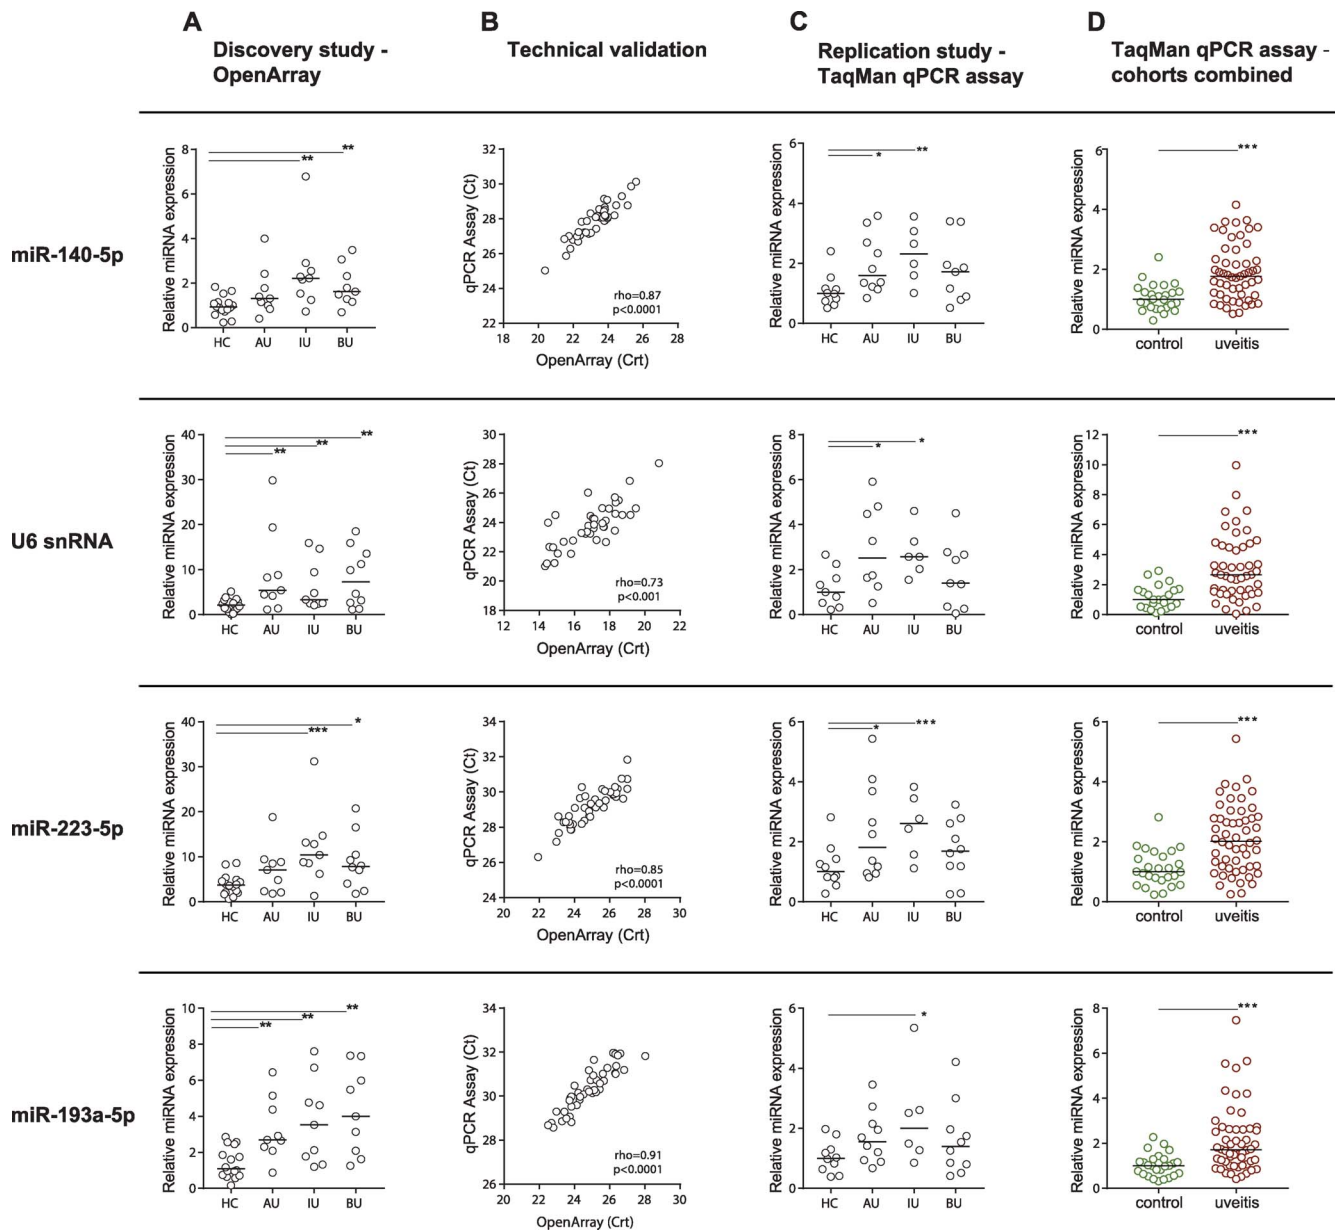 A
Discovery study -
OpenArray
B
Technical validation
C
Replication study -
TaqMan qPCR assay
D
TaqMan qPCR assay -
cohorts combined
miR-140-5p
Relative miRNA expression
8
6
4
2
0
HC AU IU BU
**
**
qPCR Assay (Ct)
32
30
28
26
24
22
18 20 22 24 26 28
OpenArray (Crt)
rho=0.87
p<0.0001
Relative miRNA expression
6
4
2
0
HC AU IU BU
*
**
Relative miRNA expression
6
4
2
0
control uveitis
***
U6 snRNA
Relative miRNA expression
40
30
20
10
0
HC AU IU BU
**
**
**
qPCR Assay (Ct)
30
28
26
24
22
20
18
12 14 16 18 20 22
OpenArray (Crt)
rho=0.73
p<0.001
Relative miRNA expression
8
6
4
2
0
HC AU IU BU
*
*
Relative miRNA expression
12
10
8
6
4
2
0
control uveitis
***
miR-223-5p
Relative miRNA expression
40
30
20
10
0
HC AU IU BU
***
*
qPCR Assay (Ct)
34
32
30
28
26
24
20 22 24 26 28 30
OpenArray (Crt)
rho=0.85
p<0.0001
Relative miRNA expression
6
4
2
0
HC AU IU BU
*
***
Relative miRNA expression
6
4
2
0
control uveitis
***
miR-193a-5p
Relative miRNA expression
10
8
6
4
2
0
HC AU IU BU
**
**
**
qPCR Assay (Ct)
34
32
30
28
26
20 22 24 26 28 30
OpenArray (Crt)
rho=0.91
p<0.0001
Relative miRNA expression
6
4
2
0
HC AU IU BU
*
Relative miRNA expression
8
6
4
2
0
control uveitis
***